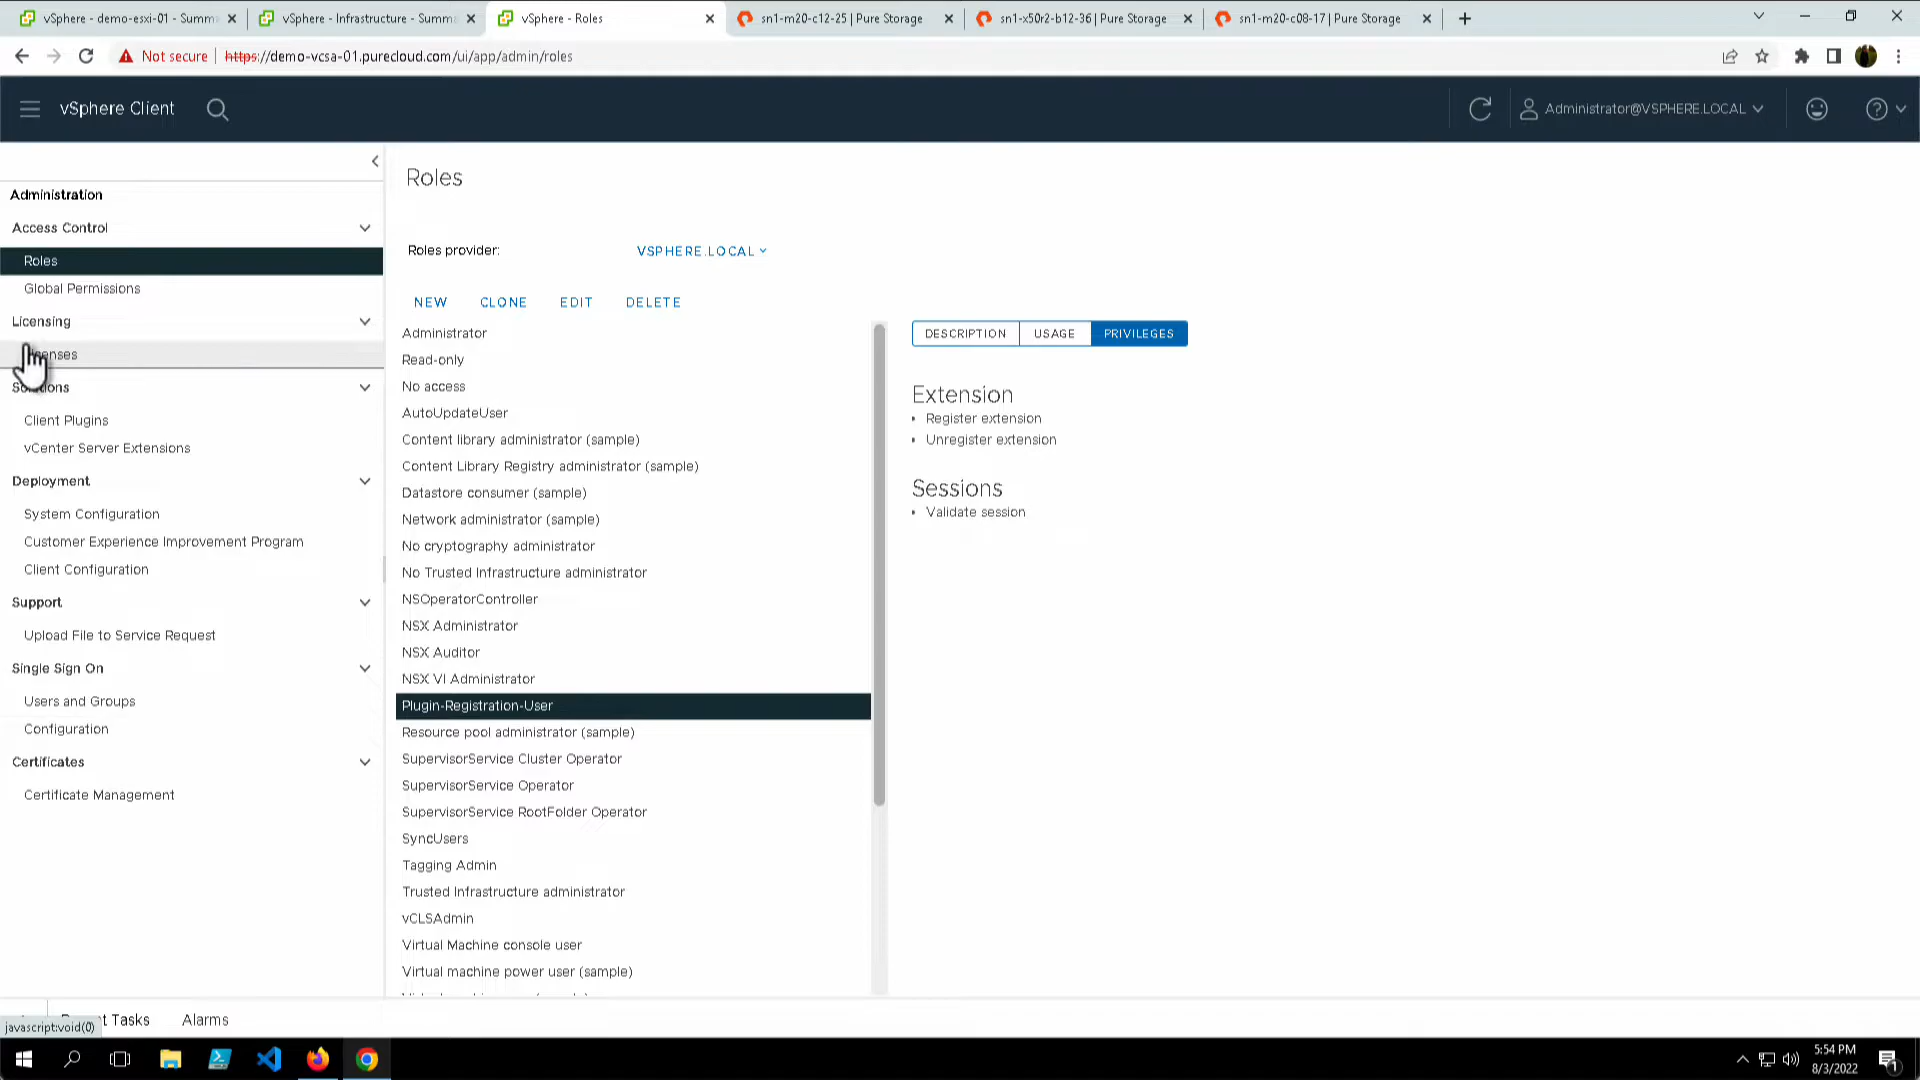 vSphere - demo-esxi-01 - Summ
vSphere - Infrastructure - Summ
vSphere - Roles
sn1-m20-c12-25 | Pure Storage
sn1-x50r2-b12-36 | Pure Storage
sn1-m20-c08-17 | Pure Storage
Not secure
https://demo-vcsa-01.purecloud.com/ui/app/admin/roles
vSphere Client
Administrator@VSPHERE.LOCAL
Administration
Access Control
Roles
Global Permissions
Licensing
Solutions
Client Plugins
vCenter Server Extensions
Deployment
System Configuration
Customer Experience Improvement Program
Client Configuration
Support
Upload File to Service Request
Single Sign On
Users and Groups
Configuration
Certificates
Certificate Management
Roles
Roles provider:
VSPHERE.LOCAL
NEW
CLONE
EDIT
DELETE
Administrator
Read-only
No access
AutoUpdateUser
Content library administrator (sample)
Content Library Registry administrator (sample)
Datastore consumer (sample)
Network administrator (sample)
No cryptography administrator
No Trusted Infrastructure administrator
NSOperatorController
NSX Administrator
NSX Auditor
NSX VI Administrator
Plugin-Registration-User
Resource pool administrator (sample)
SupervisorService Cluster Operator
SupervisorService Operator
SupervisorService RootFolder Operator
SyncUsers
Tagging Admin
Trusted Infrastructure administrator
vCLSAdmin
Virtual Machine console user
Virtual machine power user (sample)
DESCRIPTION
USAGE
PRIVILEGES
Extension
• Register extension
• Unregister extension
Sessions
• Validate session
Tasks
Alarms
javascript:void(0)
5:54 PM
8/3/2022
1